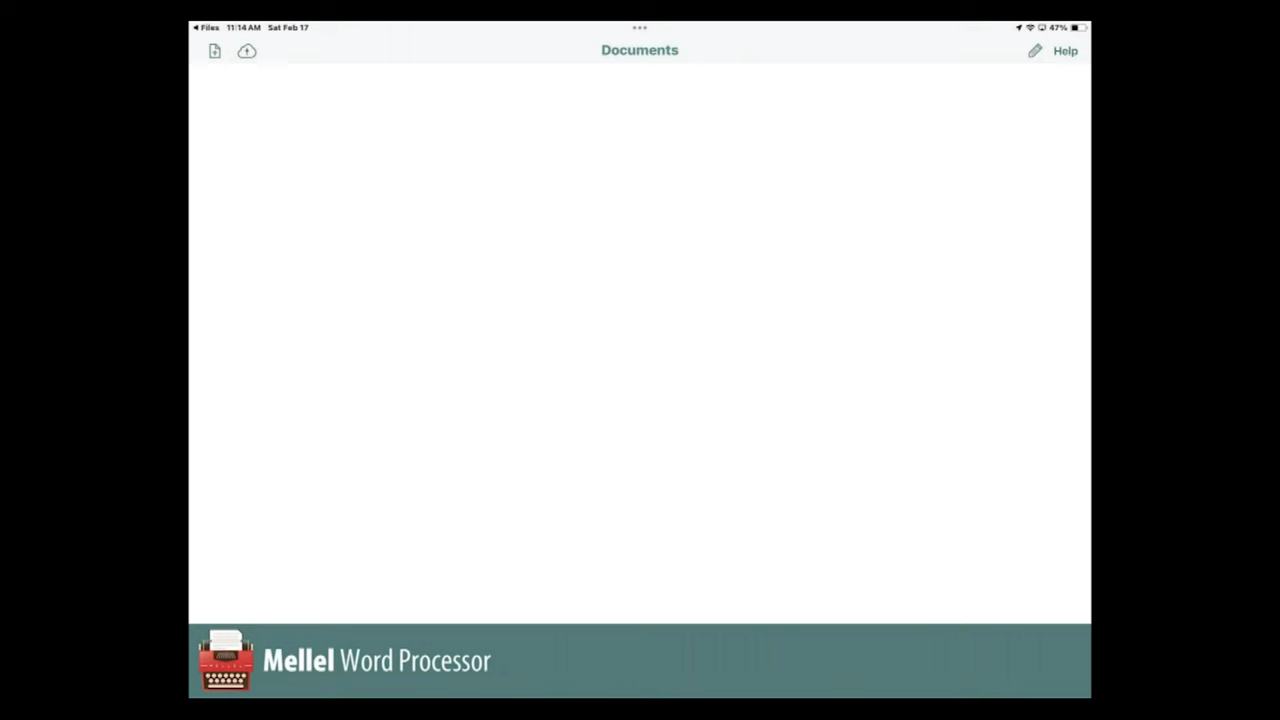 Files 11:14 AM Sat Feb 17
47%
Documents
Help
Mellel Word Processor